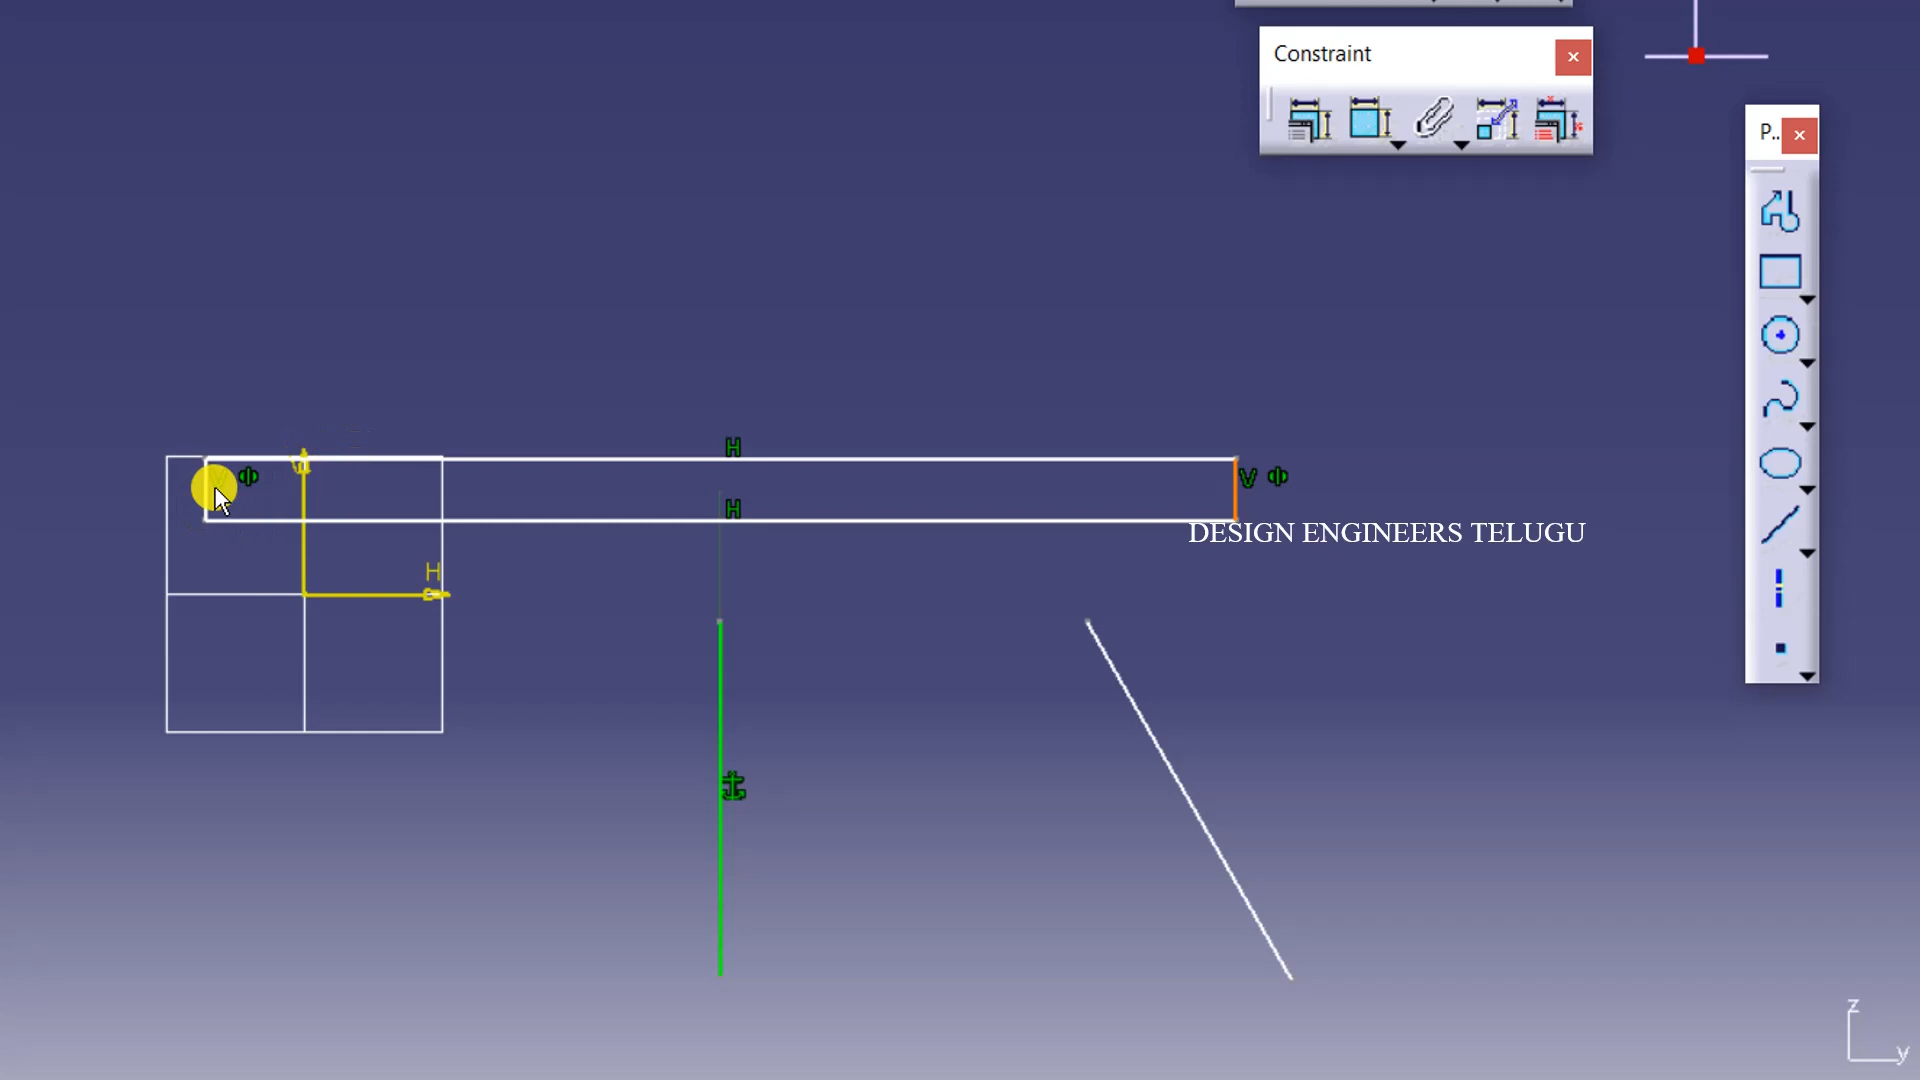 Constraint
P..
H
V
H
DESIGN ENGINEERS TELUGU
H
z
y